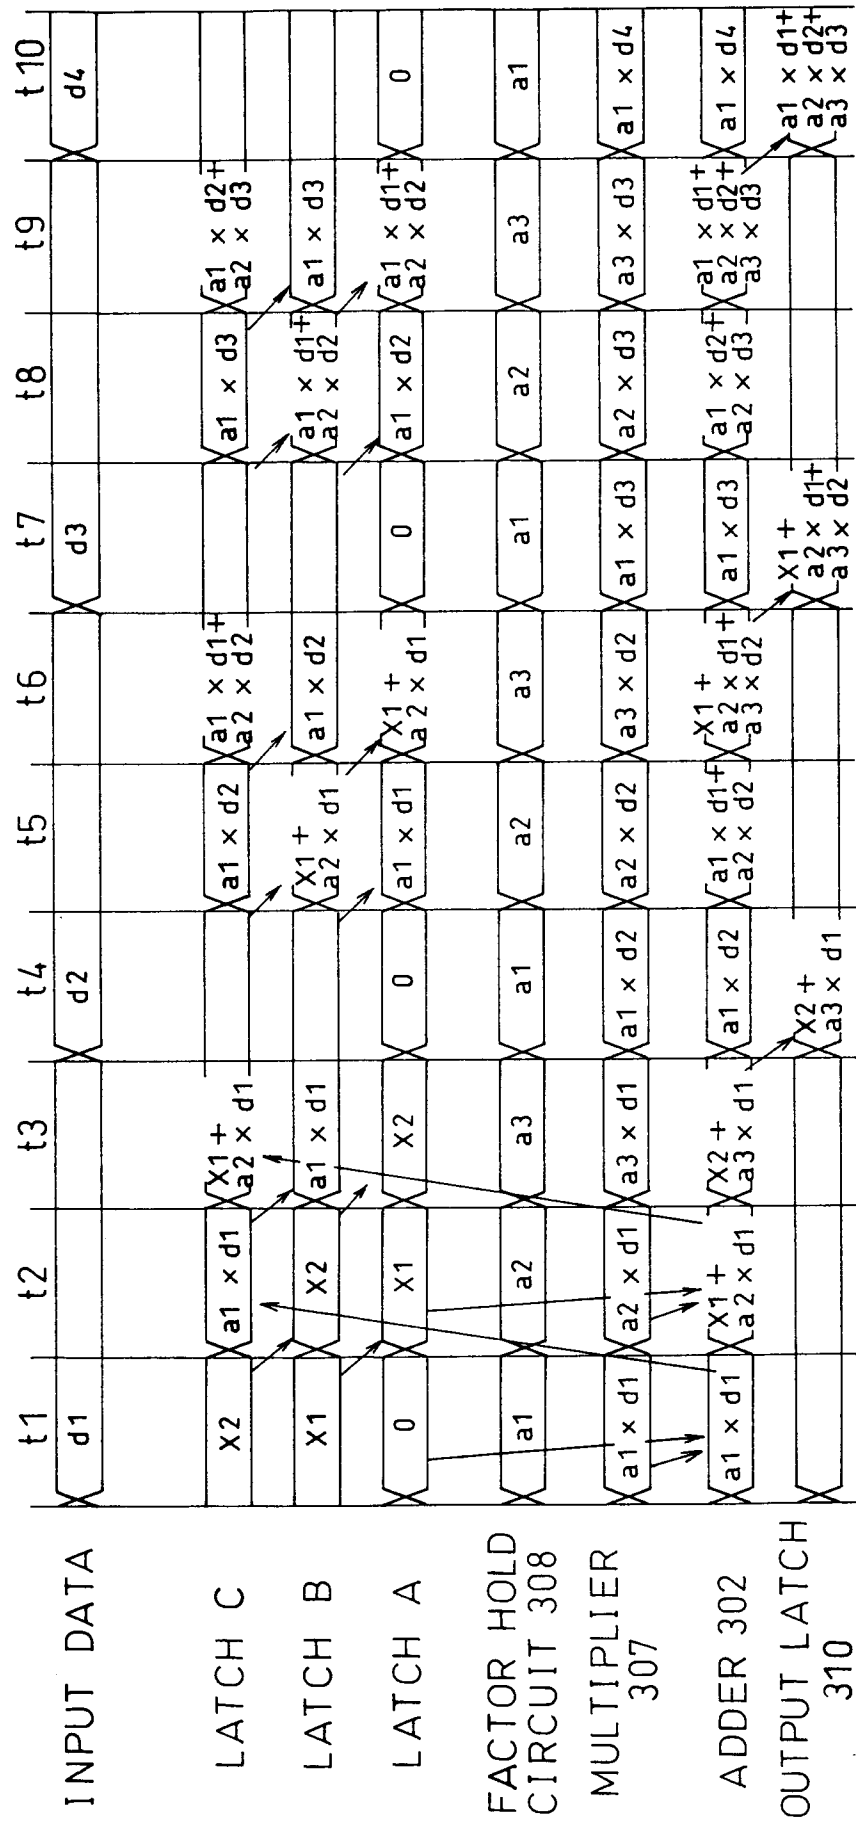 t1 t2 t3 t4 t5 t6 t7 t8 t9 t10
INPUT DATA d1 d2 d3 d4
LATCH C X2 a1 × d1 X1 + a1 × d2 a1 × d1+ a1 × d3 a1 × d2+
a2 × d1 a2 × d2 a2 × d3
LATCH B X1 X2 a1 × d1 X1 + a1 × d2 a1 × d1+ a1 × d3
a2 × d1 a2 × d2
LATCH A 0 X1 X2 0 a1 × d1 X1 + 0 a1 × d2 a1 × d1+ 0
a2 × d1 a2 × d2
FACTOR HOLD
CIRCUIT 308 a1 a2 a3 a1 a2 a3 a1 a2 a3 a1
MULTIPLIER
307 a1 × d1 a2 × d1 a3 × d1 a1 × d2 a2 × d2 a3 × d2 a1 × d3 a2 × d3 a3 × d3 a1 × d4
ADDER 302 a1 × d1 X1 + X2 + a1 × d2 a1 × d1+ X1 + a1 × d3 a1 × d2+ a1 × d1+ a1 × d4
a2 × d1 a3 × d1 a2 × d2 a2 × d1+ a2 × d3 a2 × d2+
a3 × d2 a3 × d3
OUTPUT LATCH X2 + X1 + a1 × d1+
310 a3 × d1 a2 × d1+ a2 × d2+
a3 × d2 a3 × d3